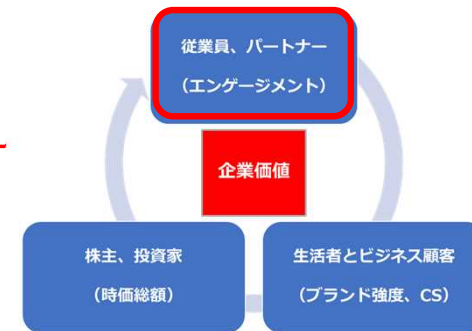 従業員、パートナー
（エンゲージメント）
企業価値
株主、投資家
（時価総額）
生活者とビジネス顧客
（ブランド強度、CS）